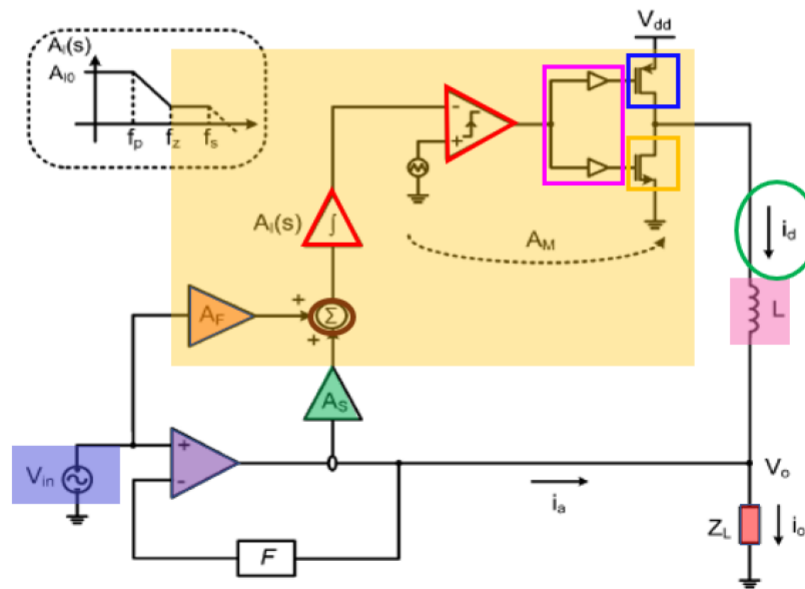 A_I(s)
A_I0
f_p f_z f_s
V_dd
-
+
A_I(s)
∫
A_M
i_d
L
A_F
+
Σ
+
A_S
V_in
+
-
V_o
i_a
F
Z_L
i_o